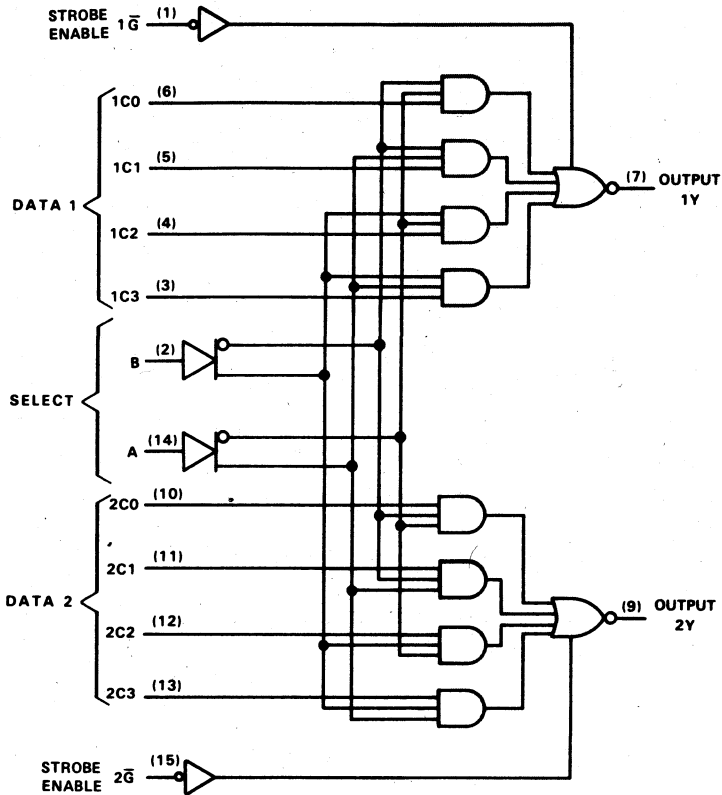 STROBE
ENABLE 1G̅ (1)
1C0 (6)
1C1 (5)
DATA 1
1C2 (4)
1C3 (3)
(7) OUTPUT
1Y
B (2)
SELECT
A (14)
2C0 (10)
2C1 (11)
DATA 2
2C2 (12)
2C3 (13)
(9) OUTPUT
2Y
STROBE
ENABLE 2G̅ (15)